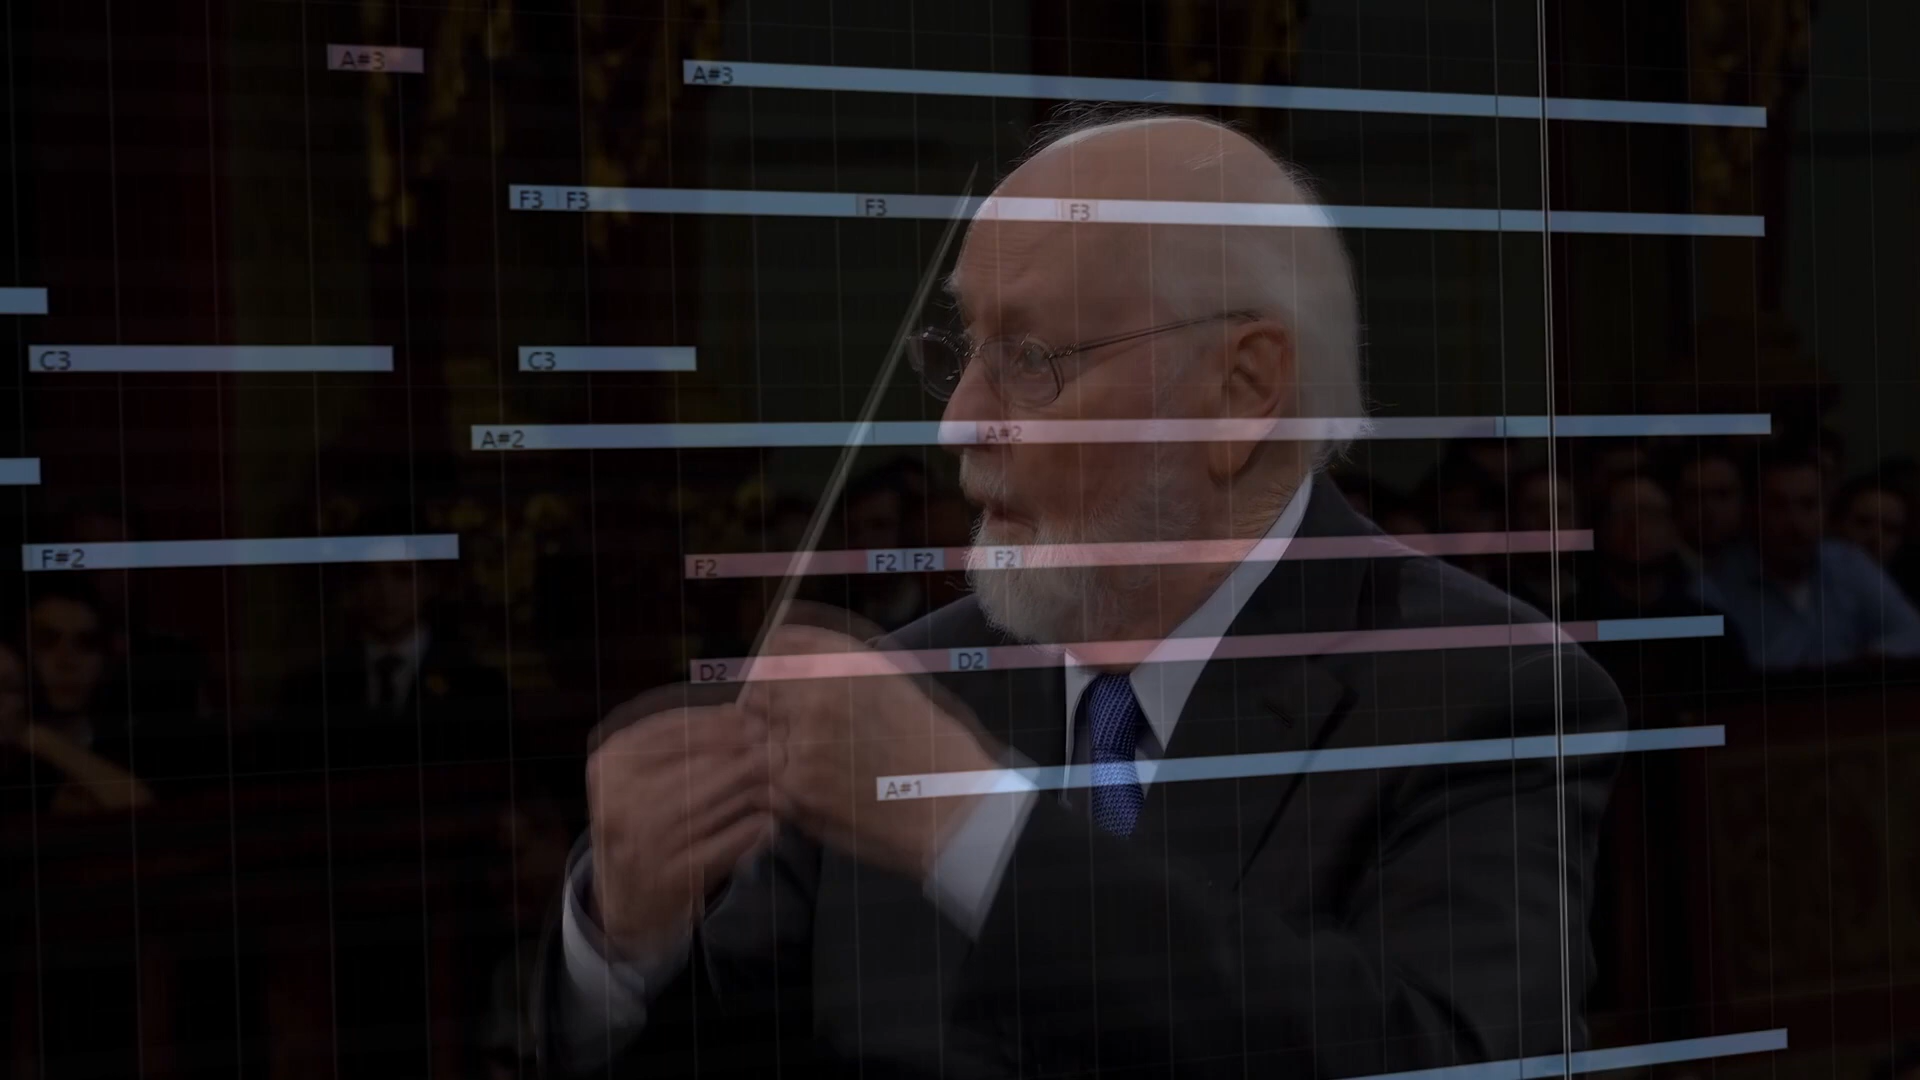 A#3
A#3
F3 F3 F3 F3
C3 C3
A#2 A#2
F#2
F2 F2 F2 F2
D2 D2
A#1